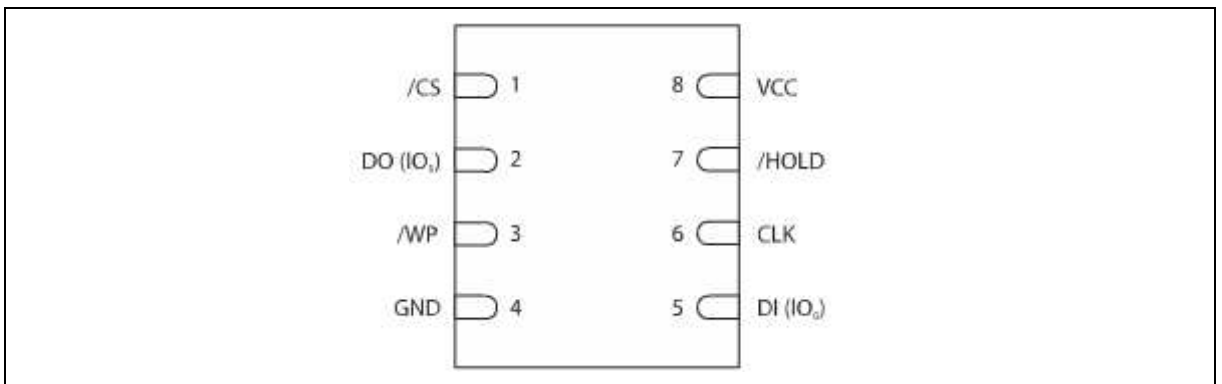 /CS 1 8 VCC
DO (IO₁) 2 7 /HOLD
/WP 3 6 CLK
GND 4 5 DI (IO₀)